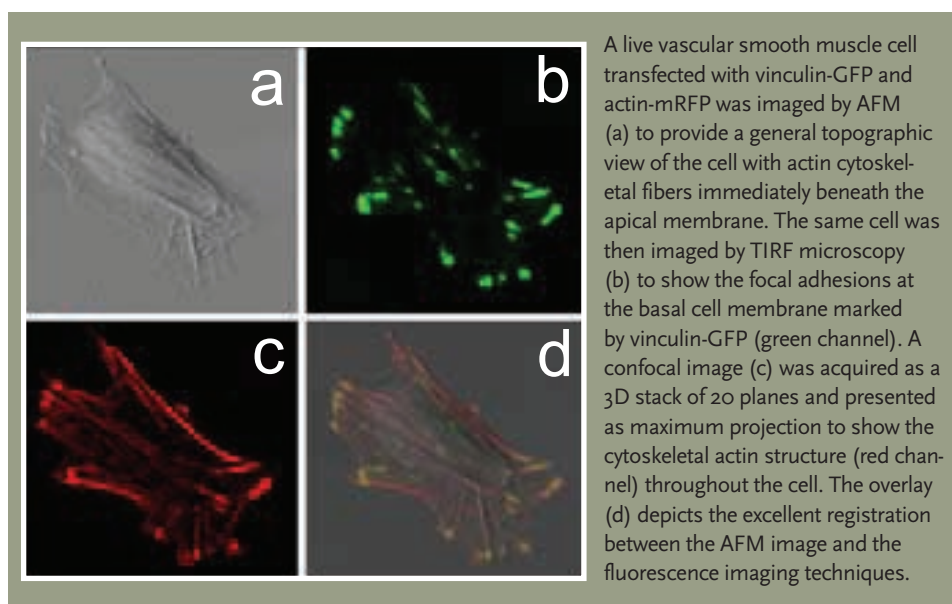 a
b
c
d
A live vascular smooth muscle cell
transfected with vinculin-GFP and
actin-mRFP was imaged by AFM
(a) to provide a general topographic
view of the cell with actin cytoskel-
etal fibers immediately beneath the
apical membrane. The same cell was
then imaged by TIRF microscopy
(b) to show the focal adhesions at
the basal cell membrane marked
by vinculin-GFP (green channel). A
confocal image (c) was acquired as a
3D stack of 20 planes and presented
as maximum projection to show the
cytoskeletal actin structure (red chan-
nel) throughout the cell. The overlay
(d) depicts the excellent registration
between the AFM image and the
fluorescence imaging techniques.